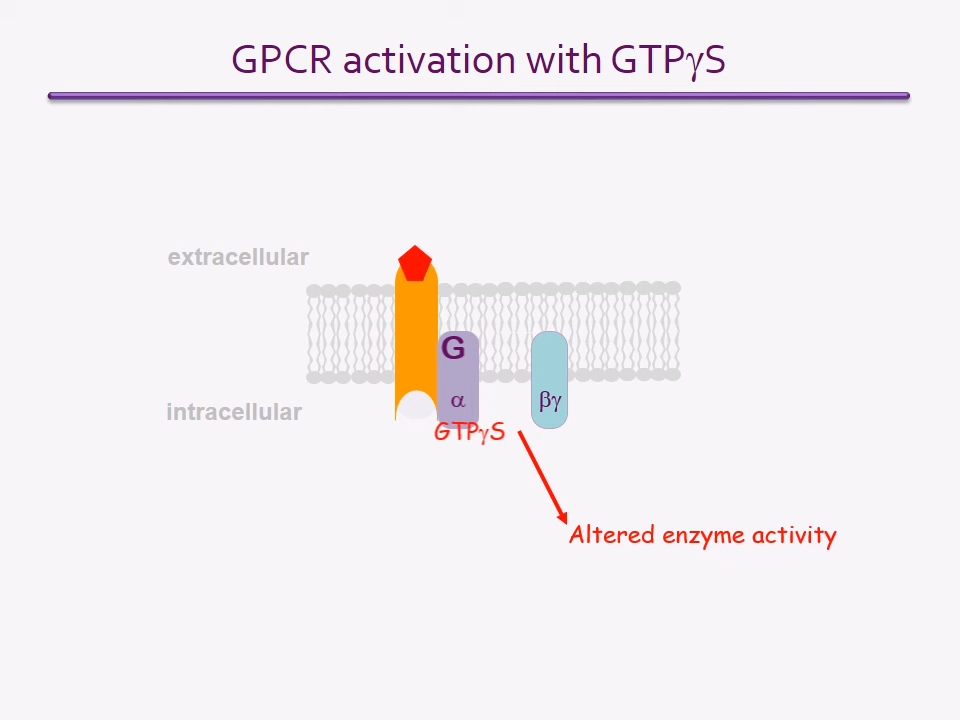 GPCR activation with GTPγS
extracellular
G
α
βγ
intracellular
GTPγS
Altered enzyme activity